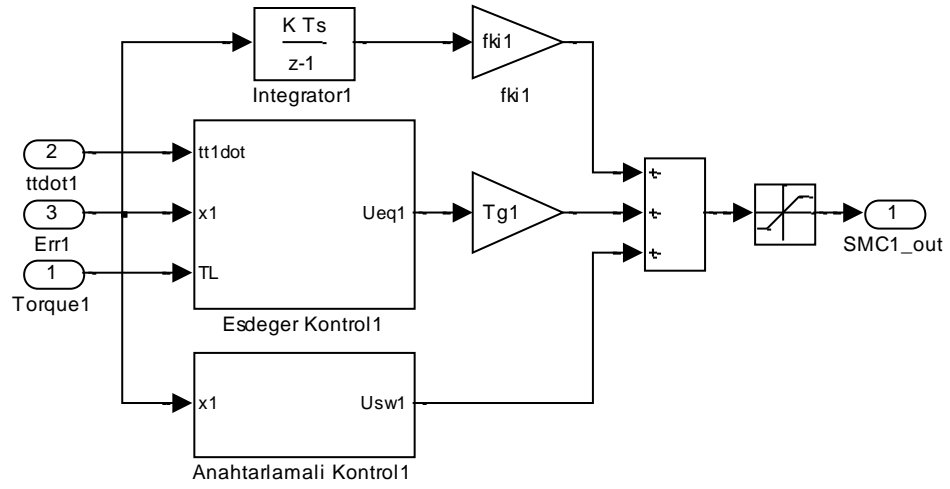 K Ts
z-1
Integrator1
fki1
fki1
2
ttdot1
3
Err1
1
Torque1
tt1dot
x1
TL
Ueq1
Esdeger Kontrol1
Tg1
+
+
+
1
SMC1_out
x1
Usw1
Anahtarlamali Kontrol1